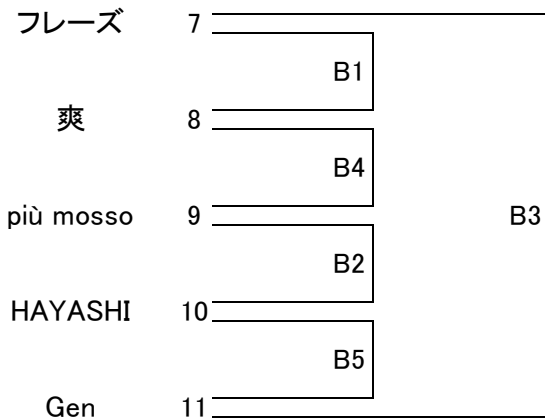 フレーズ 7
B1
爽 8
B4
più mosso 9 B3
B2
HAYASHI 10
B5
Gen 11